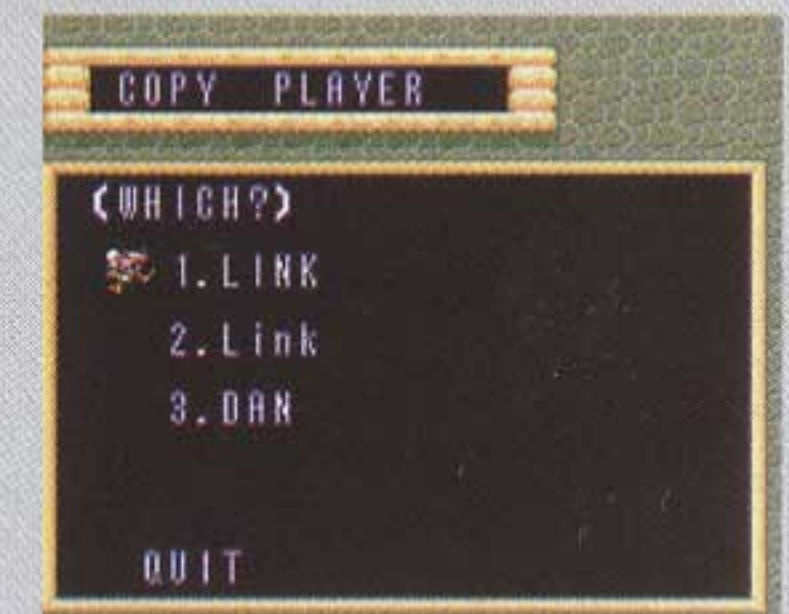 COPY PLAYER
(WHICH?)
1.LINK
2.Link
3.DAN
QUIT